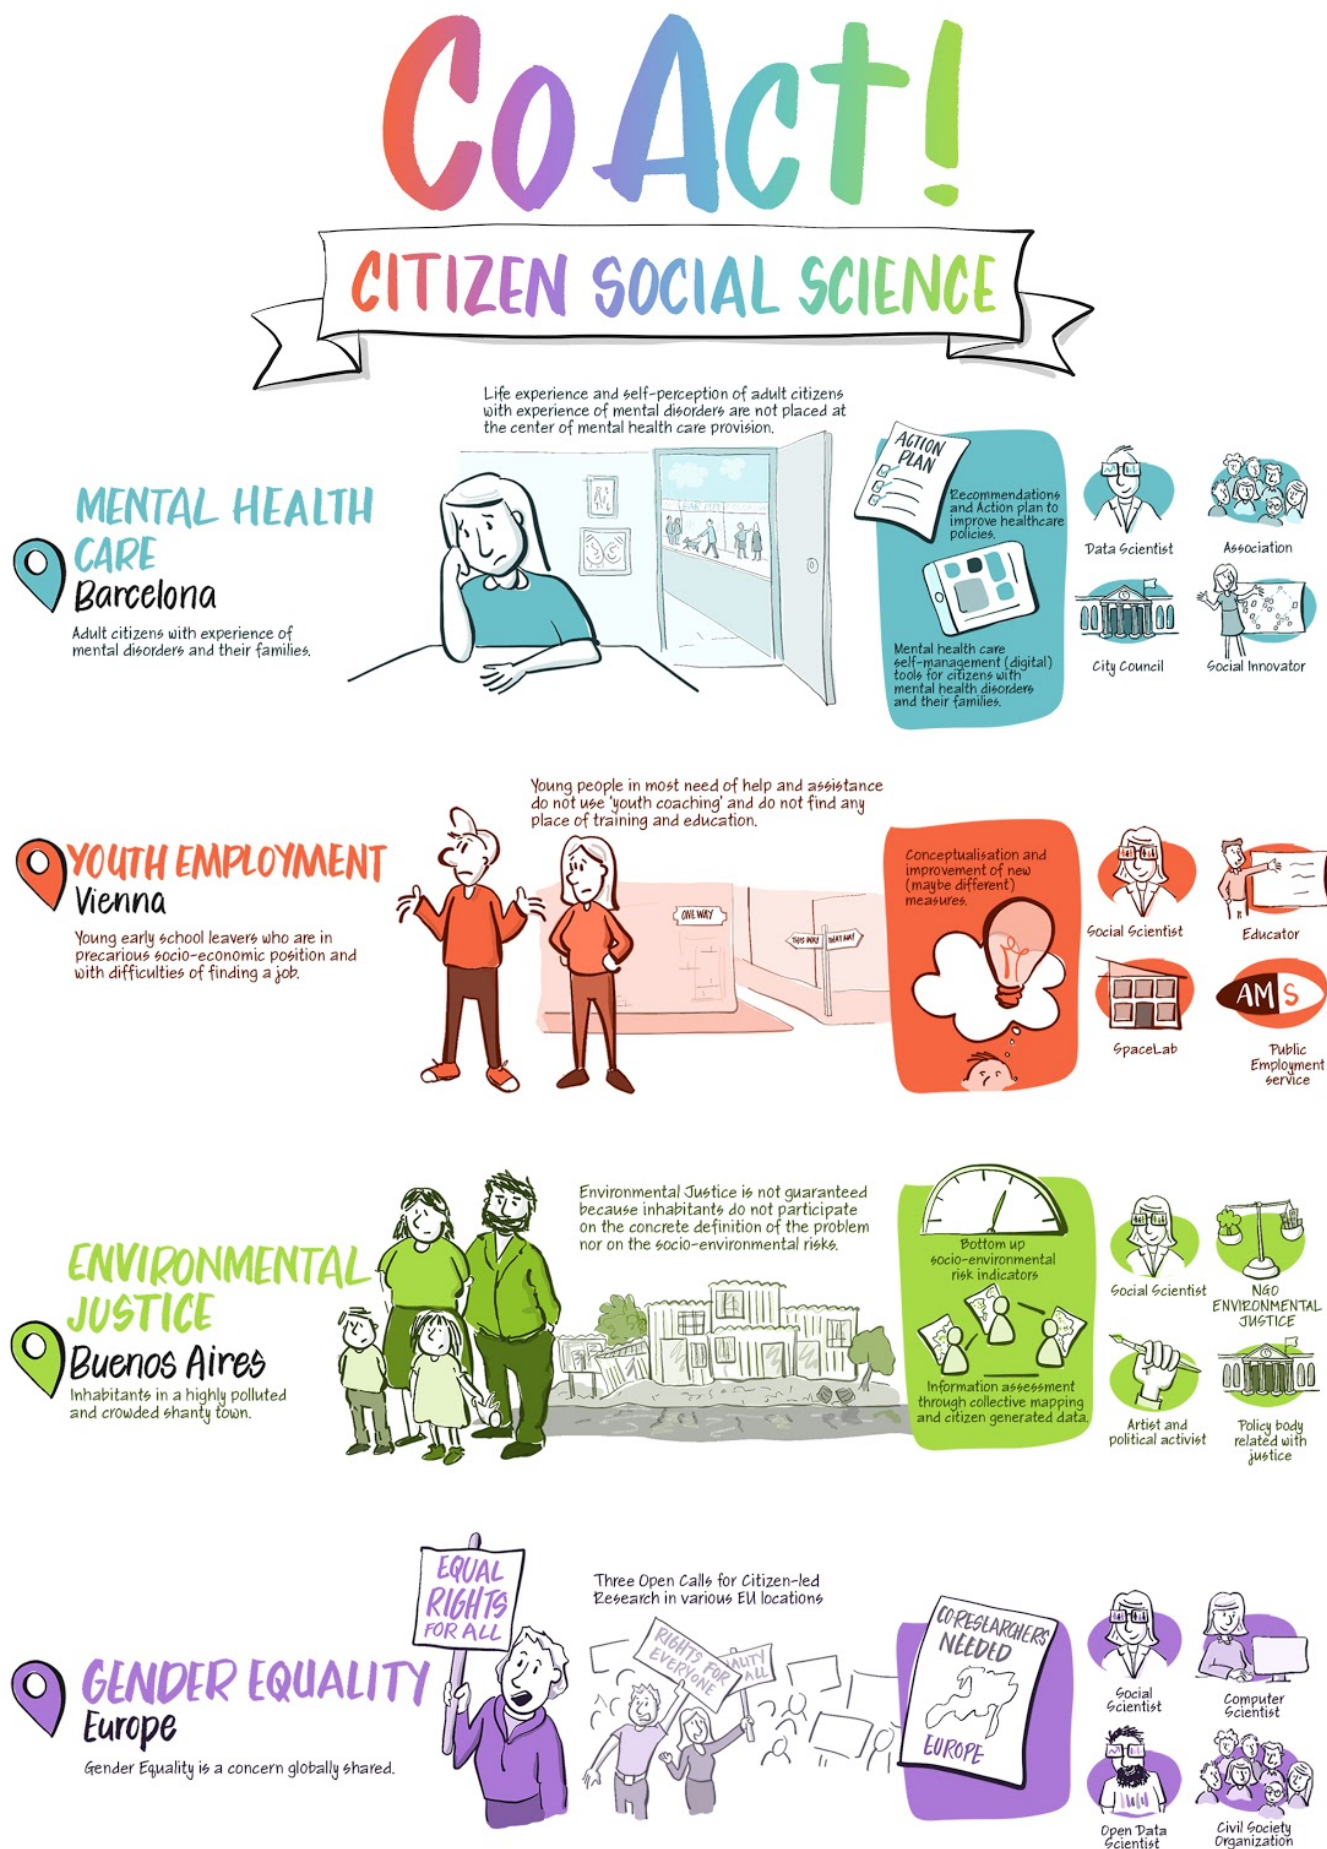 CoAct!
CITIZEN SOCIAL SCIENCE
Life experience and self-perception of adult citizens
with experience of mental disorders are not placed at
the center of mental health care provision.
MENTAL HEALTH
CARE
Barcelona
Adult citizens with experience of
mental disorders and their families.
ACTION
PLAN
Recommendations
and Action plan to
improve healthcare
policies.
Mental health care
self-management (digital)
tools for citizens with
mental health disorders
and their families.
Data Scientist
Association
City Council
Social Innovator
Young people in most need of help and assistance
do not use 'youth coaching' and do not find any
place of training and education.
YOUTH EMPLOYMENT
Vienna
Young early school leavers who are in
precarious socio-economic position and
with difficulties of finding a job.
ONE WAY
THIS WAY
THAT WAY
Conceptualisation and
improvement of new
(maybe different)
measures.
Social Scientist
Educator
SpaceLab
AMS
Public
Employment
service
Environmental Justice is not guaranteed
because inhabitants do not participate
on the concrete definition of the problem
nor on the socio-environmental risks.
ENVIRONMENTAL
JUSTICE
Buenos Aires
Inhabitants in a highly polluted
and crowded shanty town.
Bottom up
socio-environmental
risk indicators
Information assessment
through collective mapping
and citizen generated data.
Social Scientist
NGO
ENVIRONMENTAL
JUSTICE
Artist and
political activist
Policy body
related with
justice
Three Open Calls for Citizen-led
Research in various EU locations
GENDER EQUALITY
Europe
Gender Equality is a concern globally shared.
EQUAL
RIGHTS
FOR ALL
RIGHTS FOR
EVERYONE
ALITY
ALL
CO-RESEARCHERS
NEEDED
EUROPE
Social
Scientist
Computer
Scientist
Open Data
Scientist
Civil Society
Organization